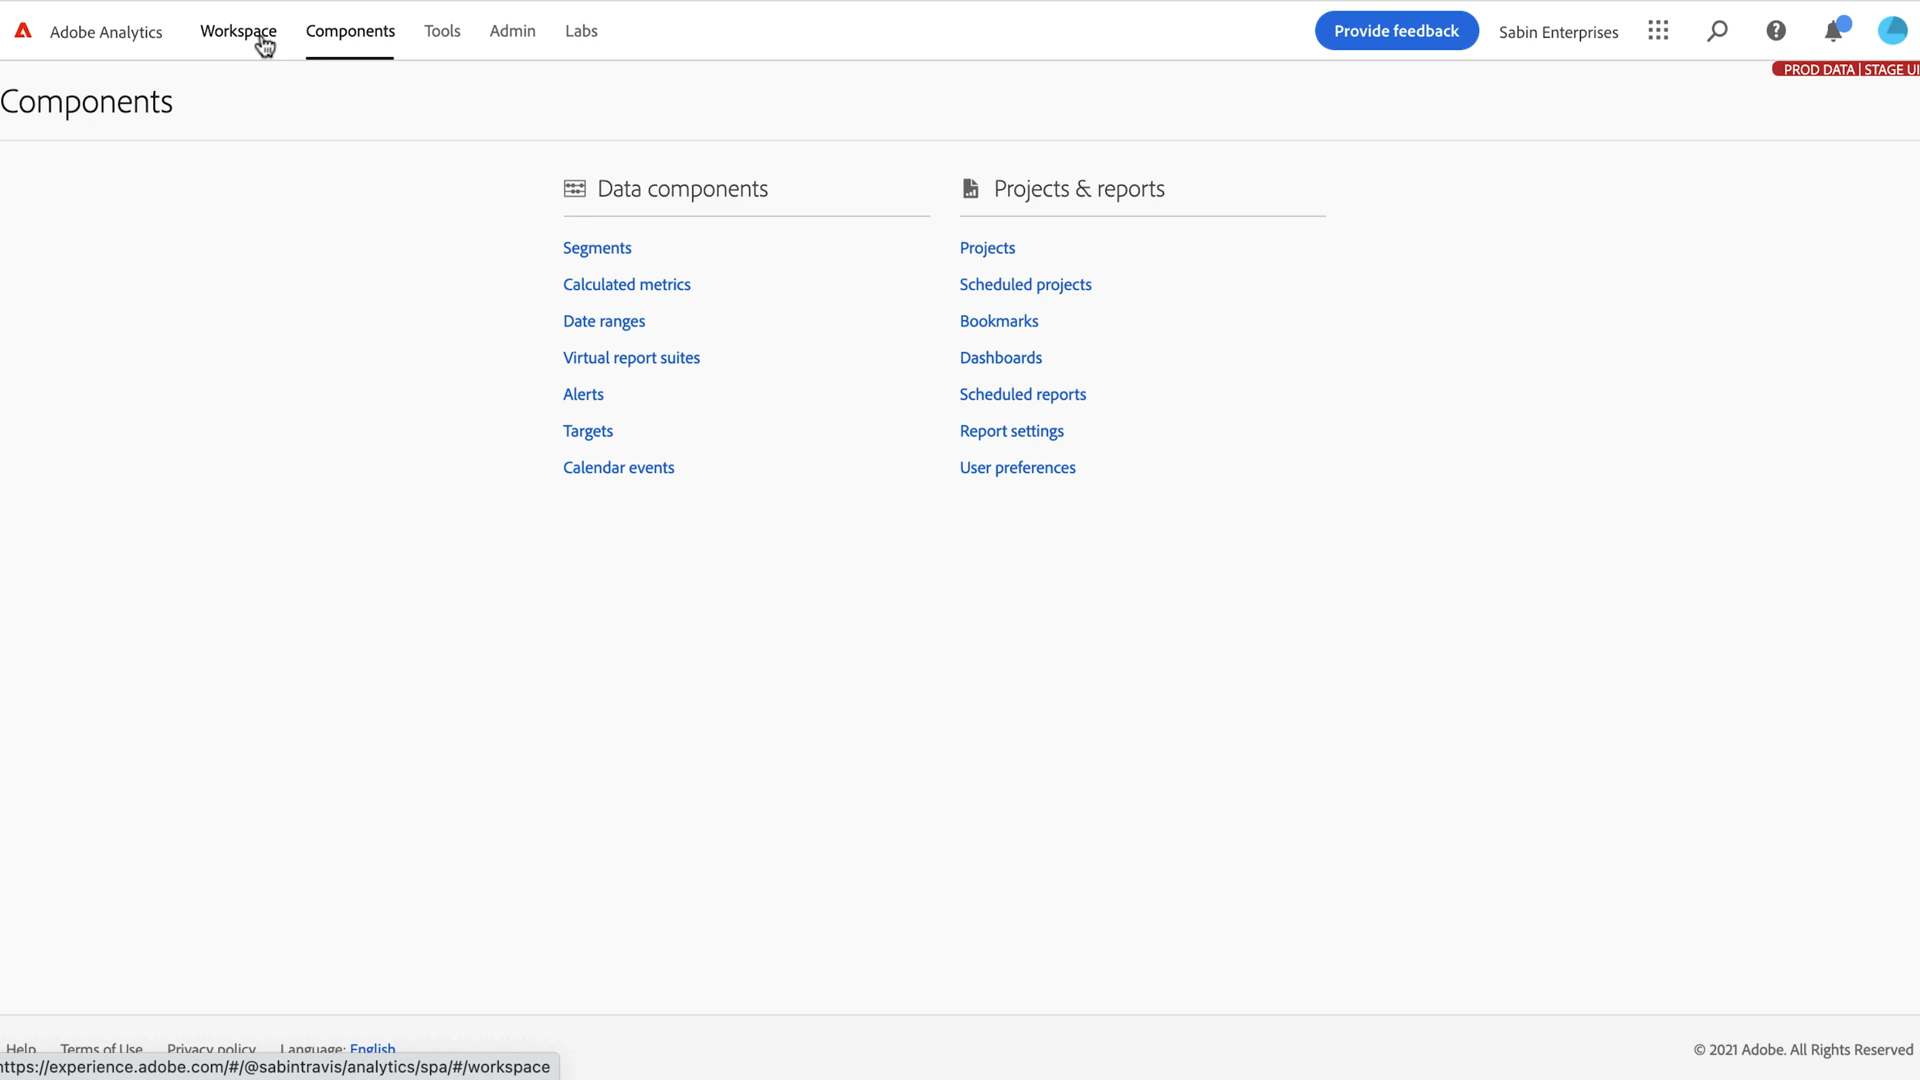 Adobe Analytics Workspace Components Tools Admin Labs Provide feedback Sabin Enterprises
PROD DATA | STAGE UI
Components
Data components
Segments
Calculated metrics
Date ranges
Virtual report suites
Alerts
Targets
Calendar events
Projects & reports
Projects
Scheduled projects
Bookmarks
Dashboards
Scheduled reports
Report settings
User preferences
Help Terms of Use Privacy policy Language: English
© 2021 Adobe. All Rights Reserved
https://experience.adobe.com/#/@sabintravis/analytics/spa/#/workspace